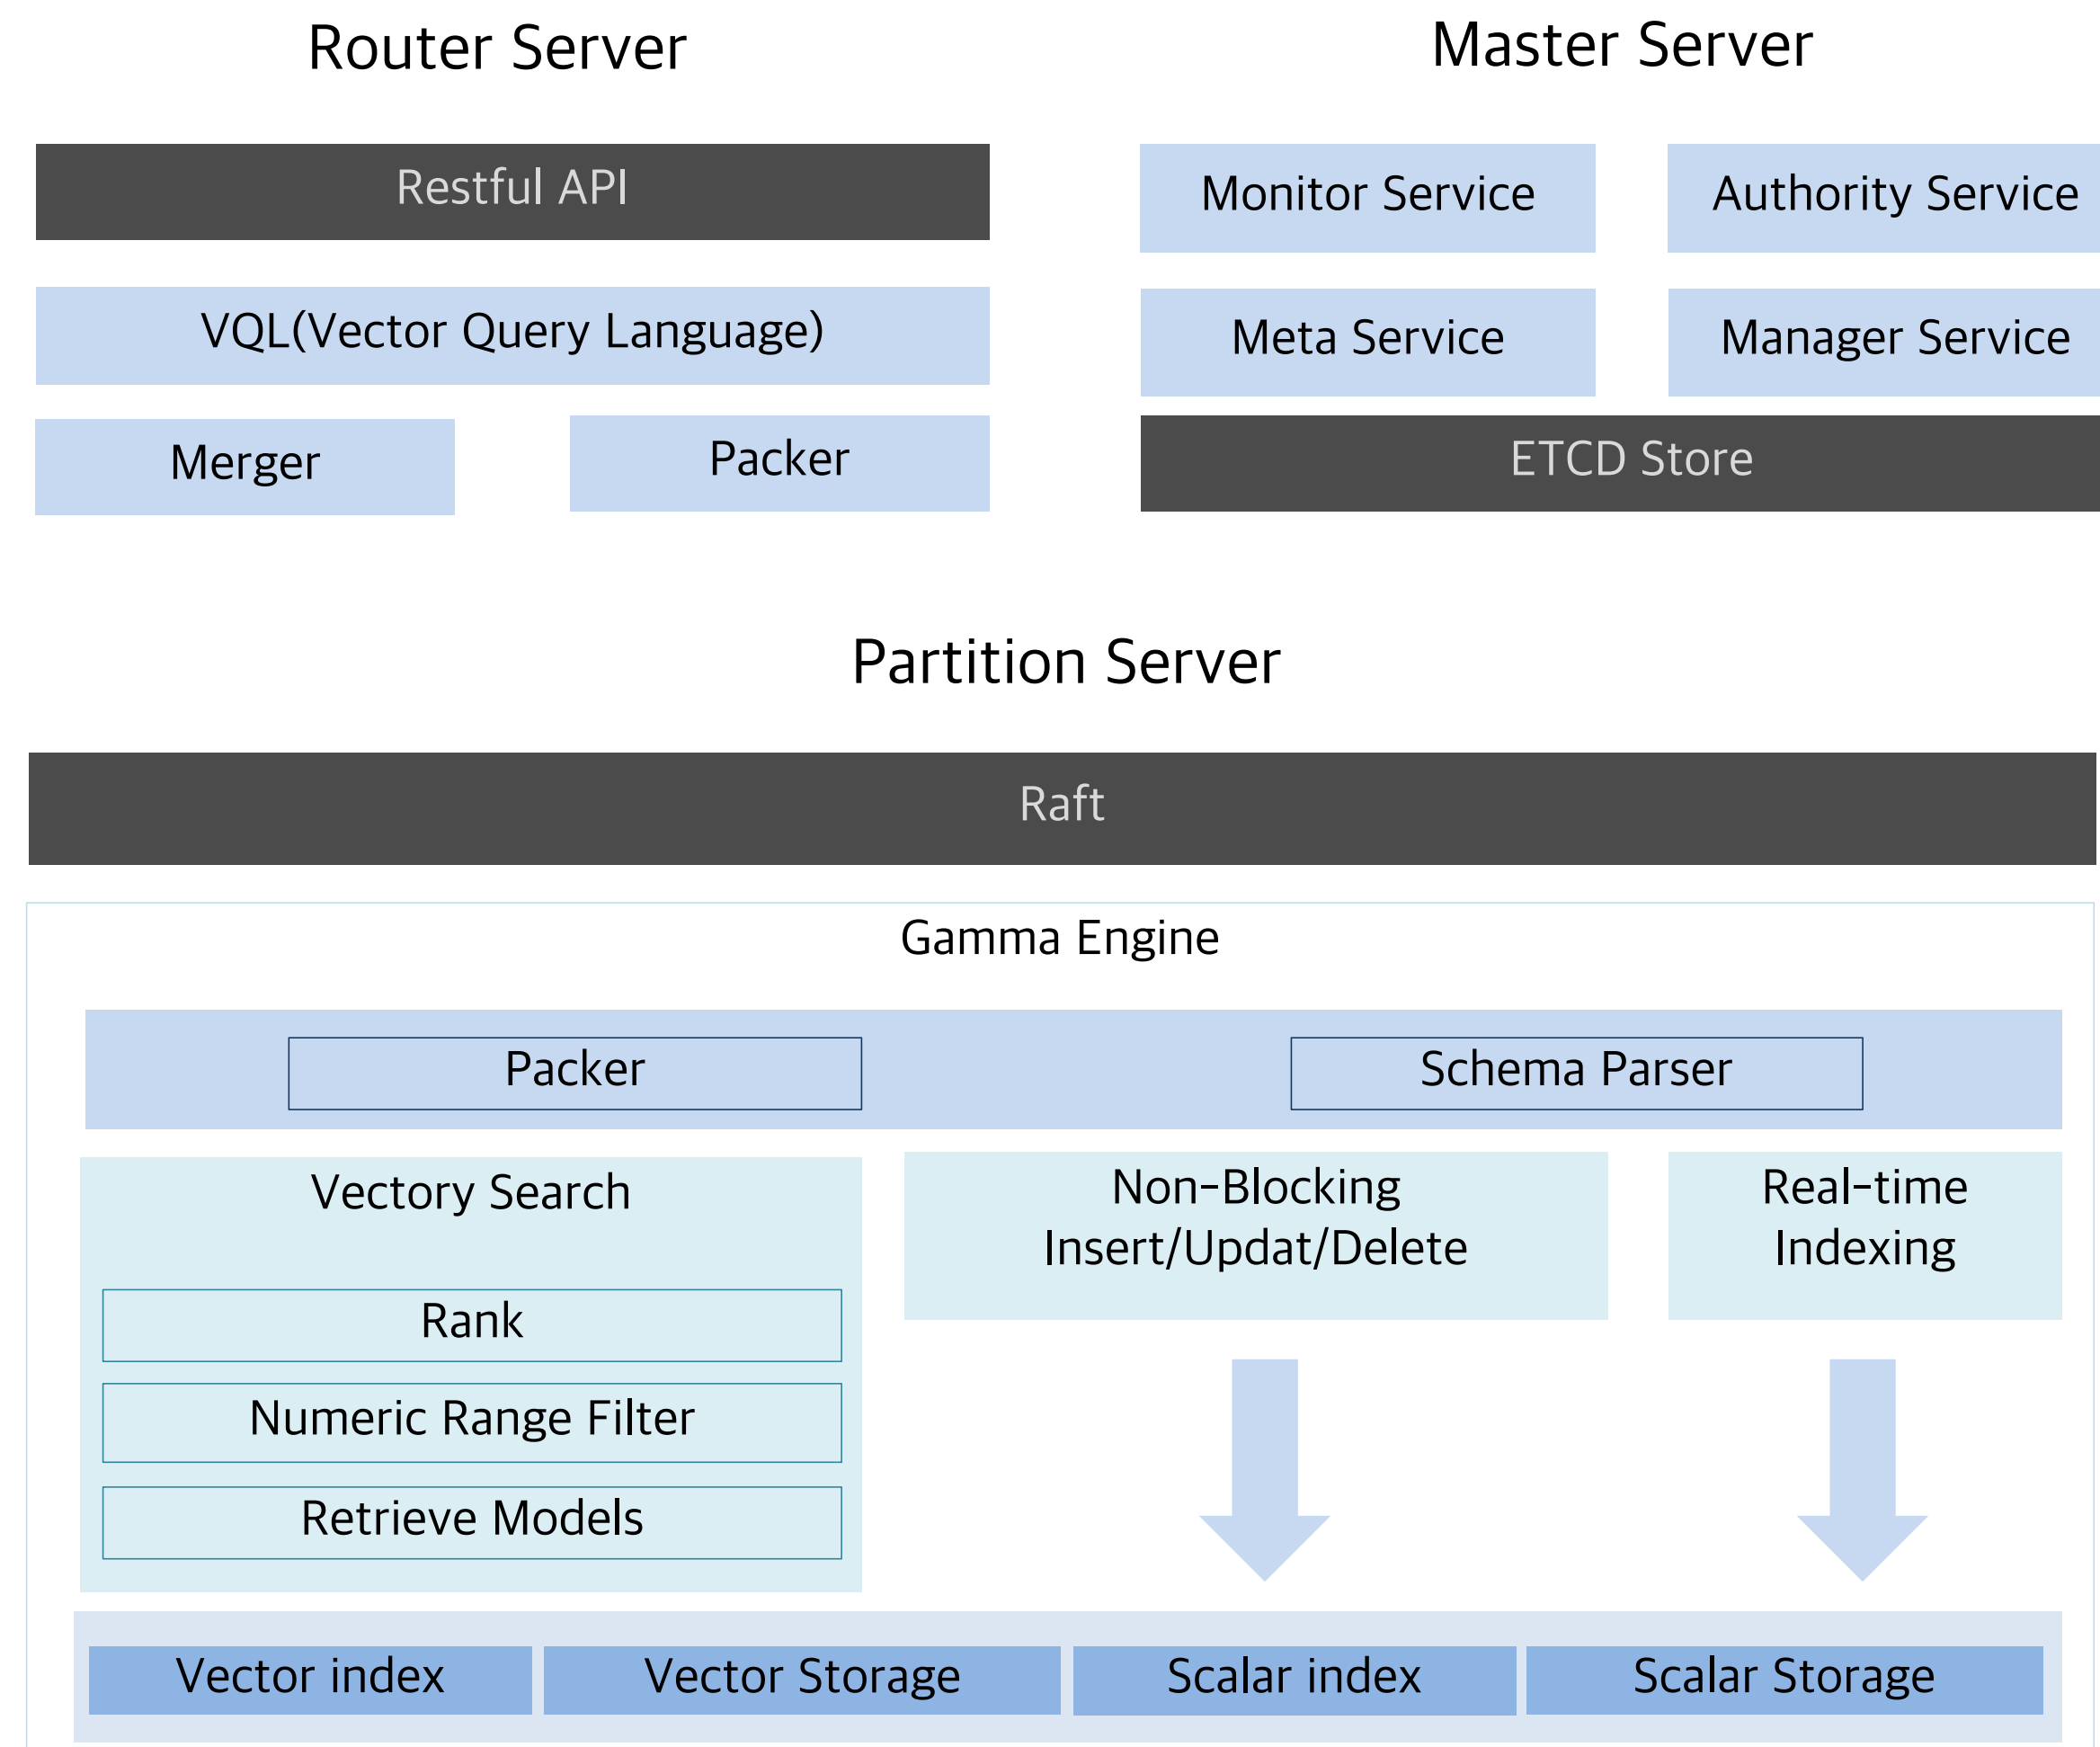 Router Server
Restful API
VQL(Vector Query Language)
Merger
Packer
Master Server
Monitor Service
Authority Service
Meta Service
Manager Service
ETCD Store
Partition Server
Raft
Gamma Engine
Packer
Schema Parser
Vectory Search
Rank
Numeric Range Filter
Retrieve Models
Non-Blocking
Insert/Updat/Delete
Real-time
Indexing
Vector index
Vector Storage
Scalar index
Scalar Storage